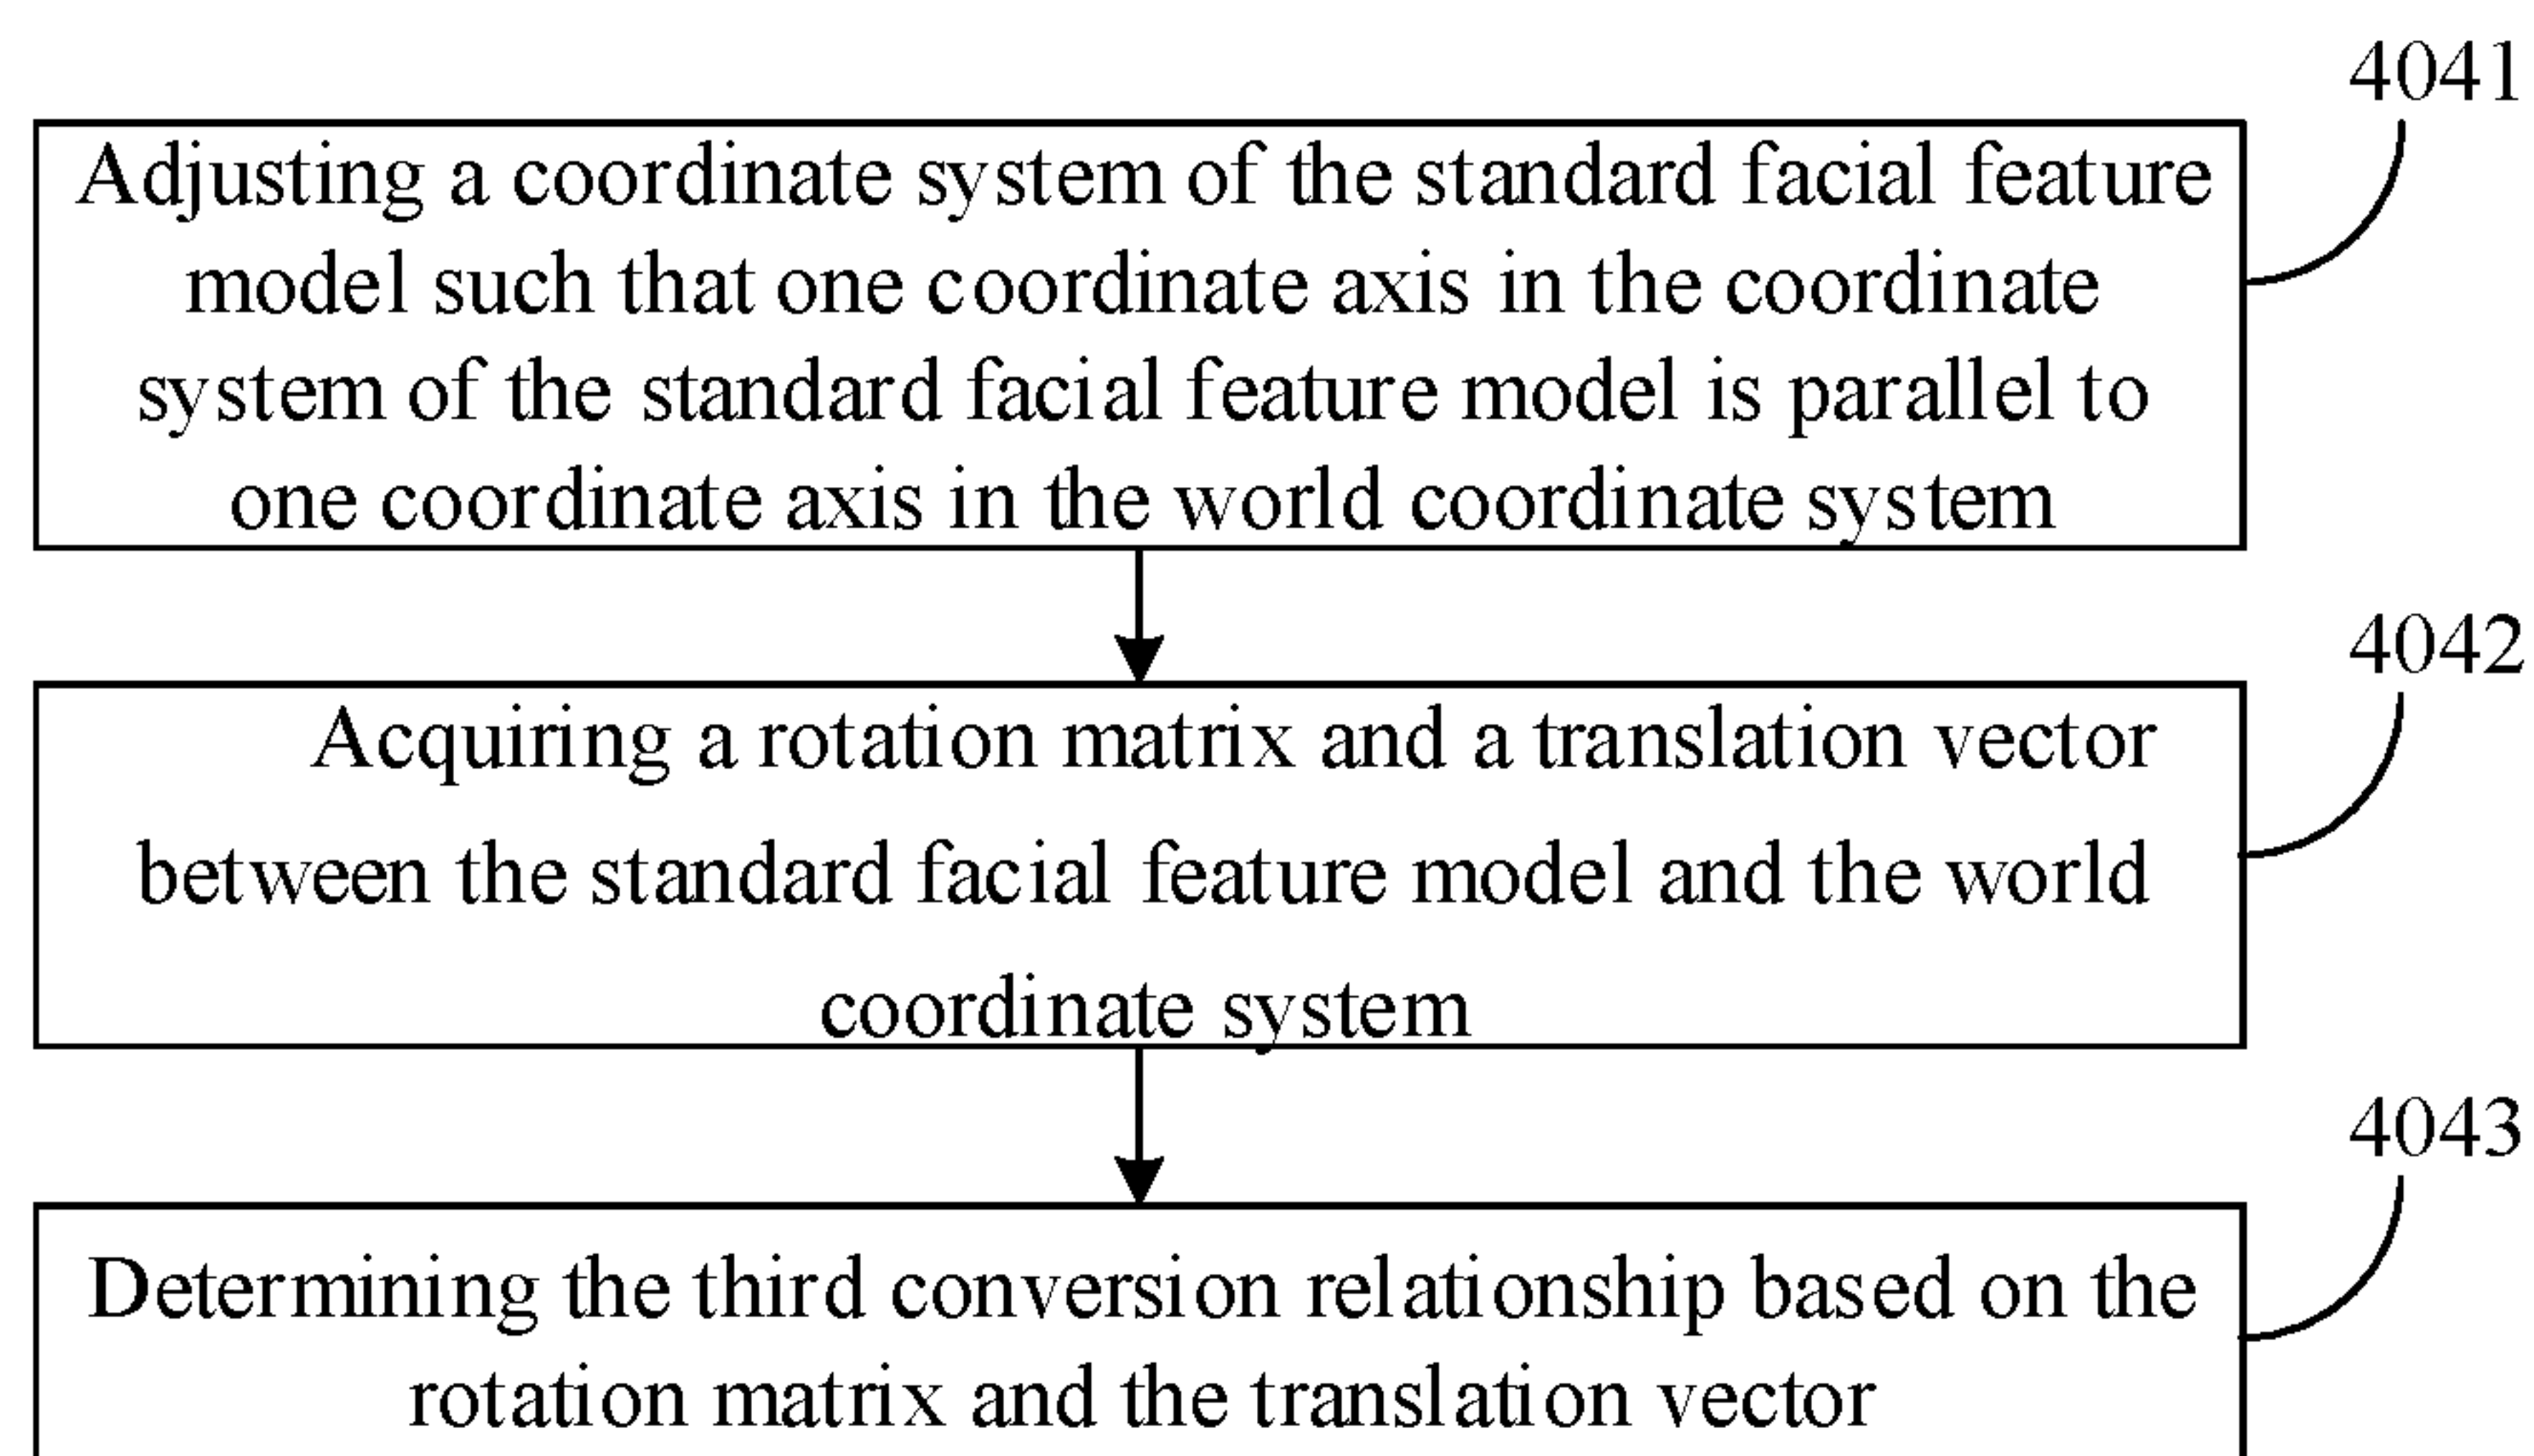 4041
Adjusting a coordinate system of the standard facial feature
model such that one coordinate axis in the coordinate
system of the standard facial feature model is parallel to
one coordinate axis in the world coordinate system
4042
Acquiring a rotation matrix and a translation vector
between the standard facial feature model and the world
coordinate system
4043
Determining the third conversion relationship based on the
rotation matrix and the translation vector